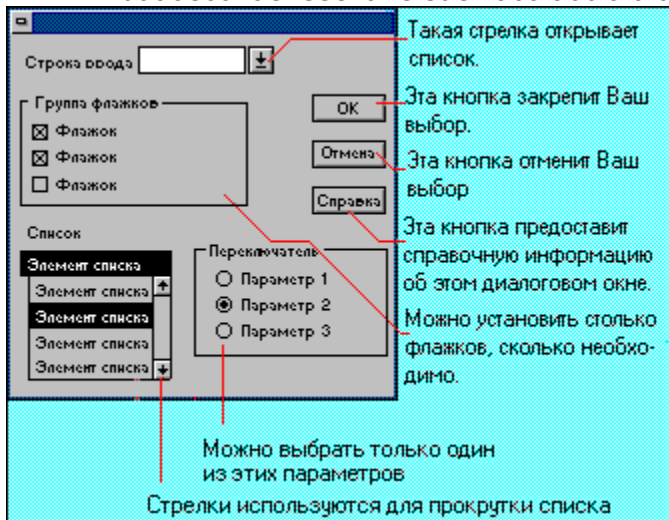 Строка ввода
Группа флажков
Флажок
Флажок
Флажок
Список
Элемент списка
Элемент списка
Элемент списка
Элемент списка
Элемент списка
OK
Отмена
Справка
Переключатель
Параметр 1
Параметр 2
Параметр 3
Такая стрелка открывает
список.
Эта кнопка закрепит Ваш
выбор.
Эта кнопка отменит Ваш
выбор
Эта кнопка предоставит
справочную информацию
об этом диалоговом окне.
Можно установить столько
флажков, сколько необхо-
димо.
Можно выбрать только один
из этих параметров
Стрелки используются для прокрутки списка